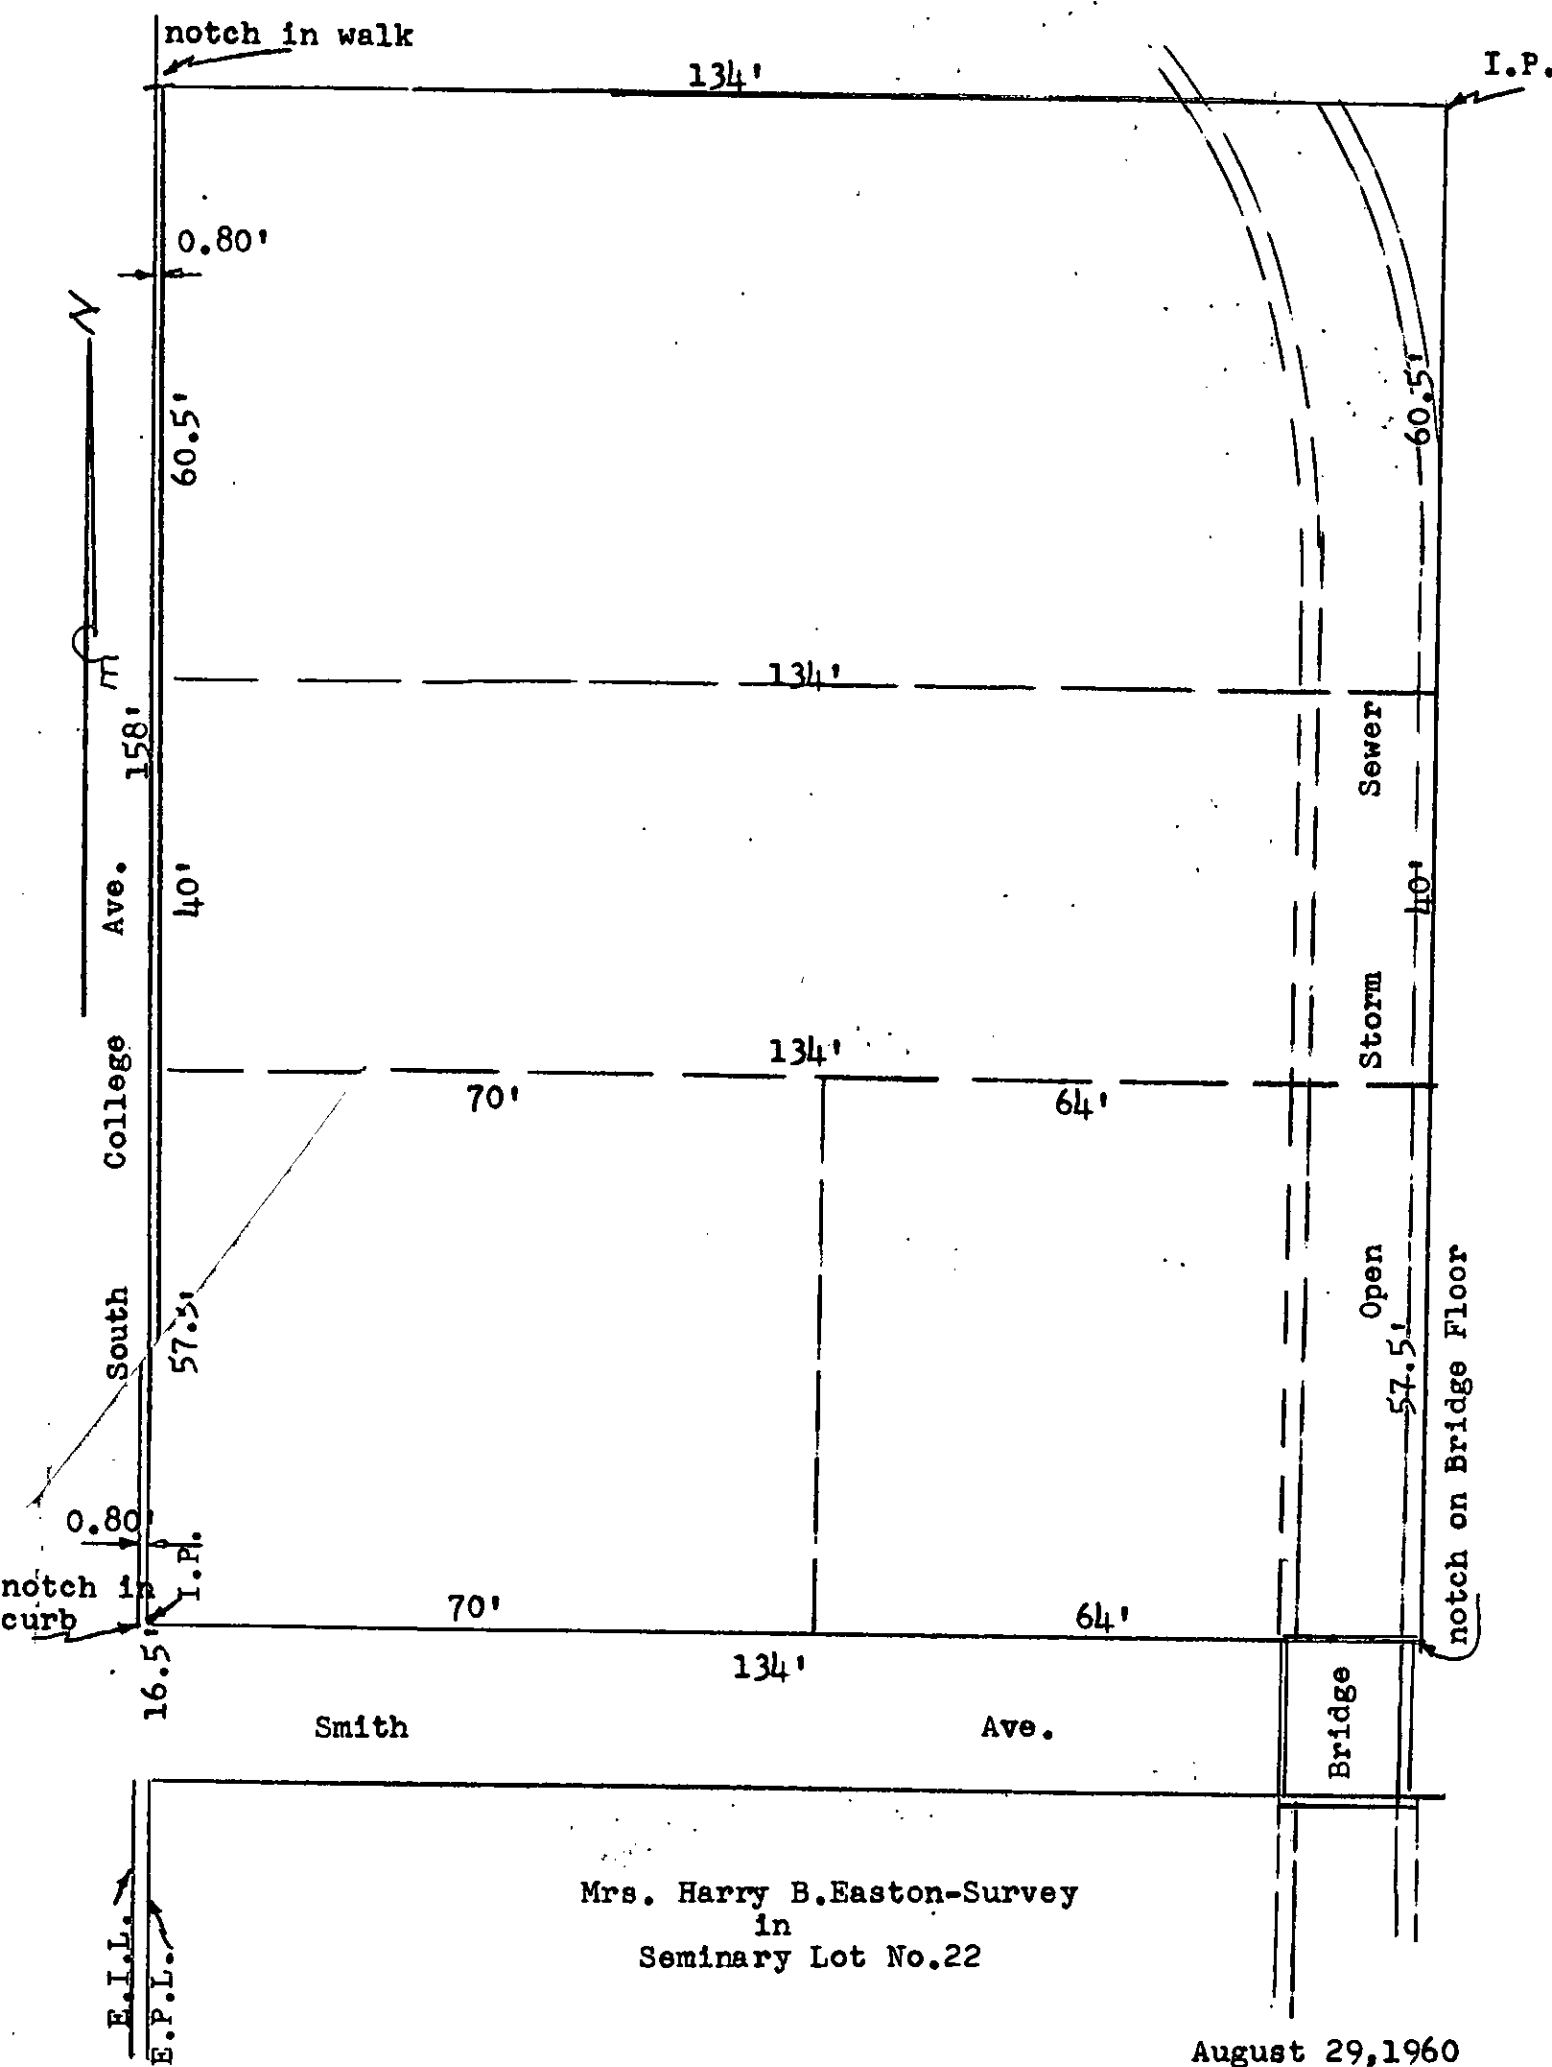 notch in walk
134'
I.P.
0.80'
N
60.5'
60.5'
E
134'
158'
Sewer
40'
40'
South College Ave.
Storm
134'
70'
64'
Open
57.5'
57.5'
notch on Bridge Floor
0.80'
I.P.
notch in
curb
70'
64'
16.5'
134'
Smith Ave.
Bridge
E.I.L.
E.P.L.
Mrs. Harry B.Easton-Survey
in
Seminary Lot No.22
August 29,1960